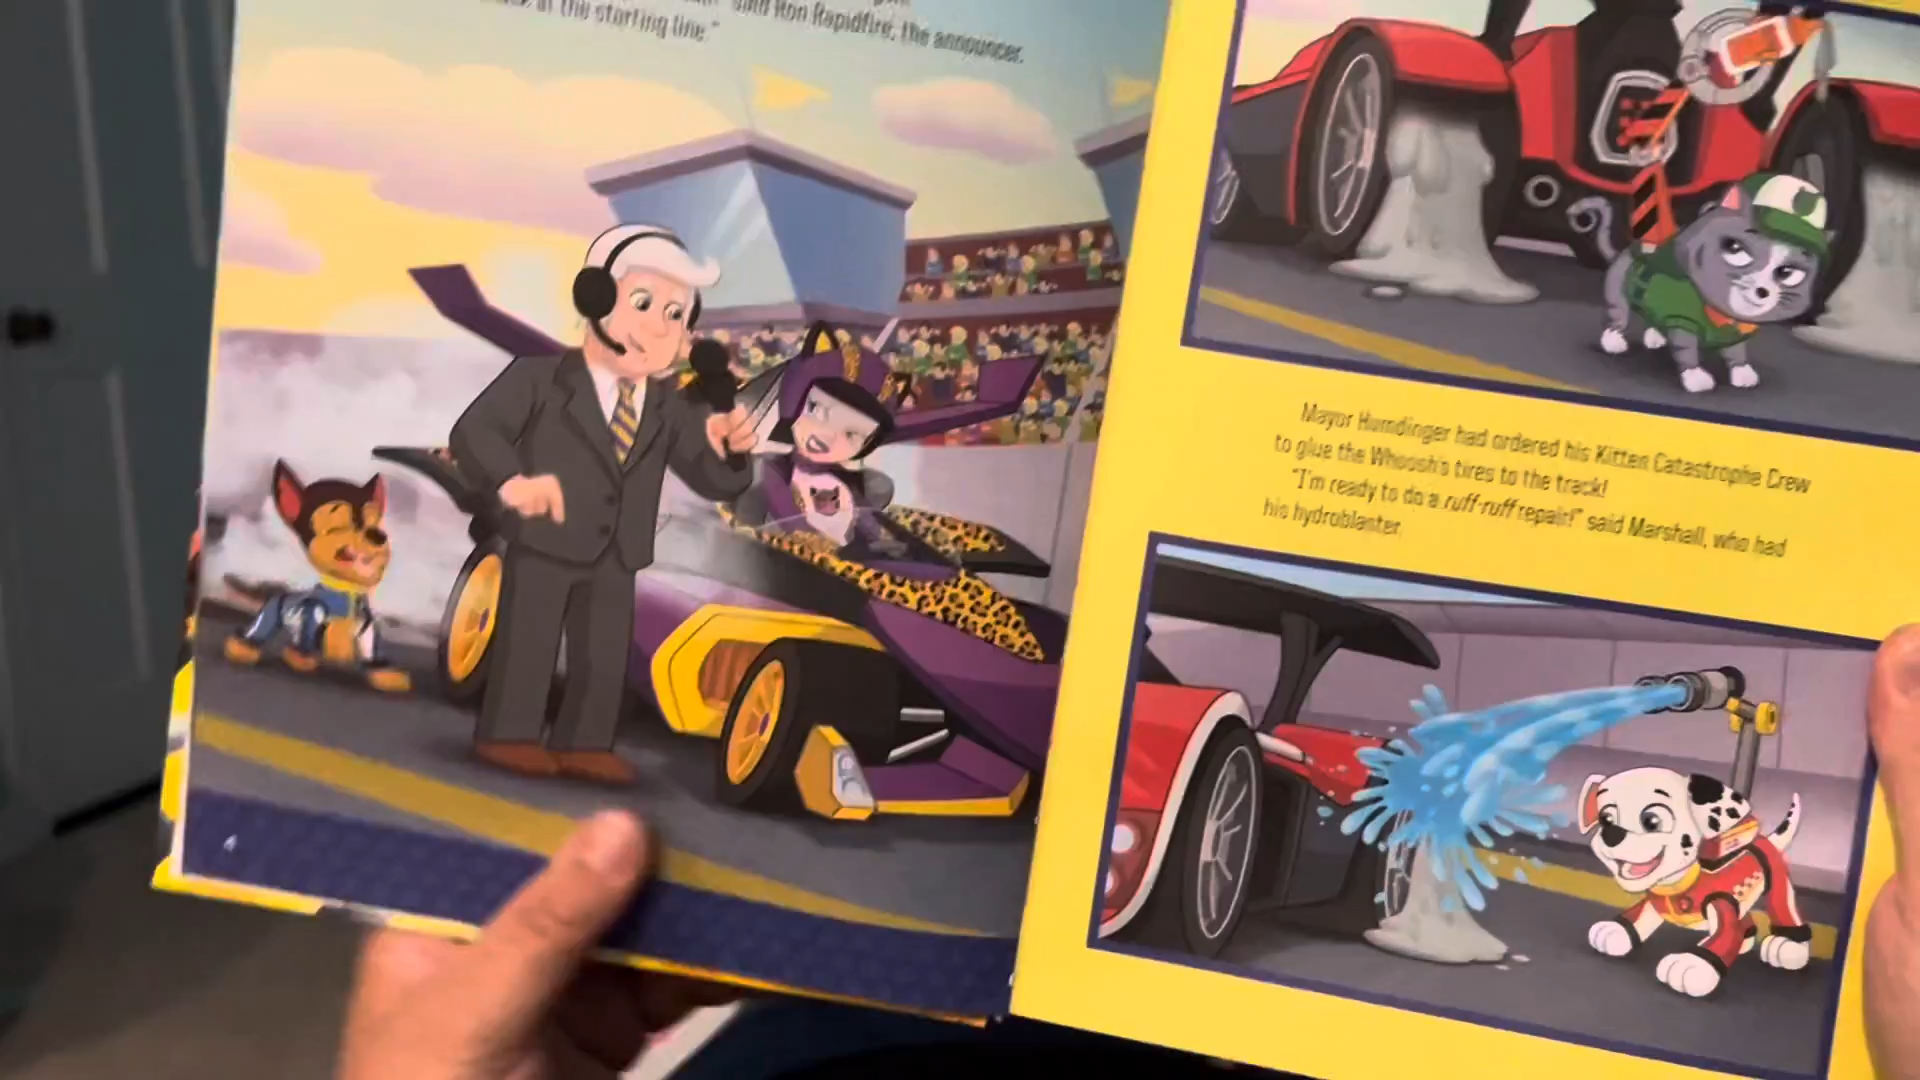 said Ron Rapidfire, the announcer.
at the starting line."
4
Mayor Humdinger had ordered his Kitten Catastrophe Crew
to glue the Whoosh's tires to the track!
"I'm ready to do a ruff-ruff repair!" said Marshall, who had
his hydroblaster.